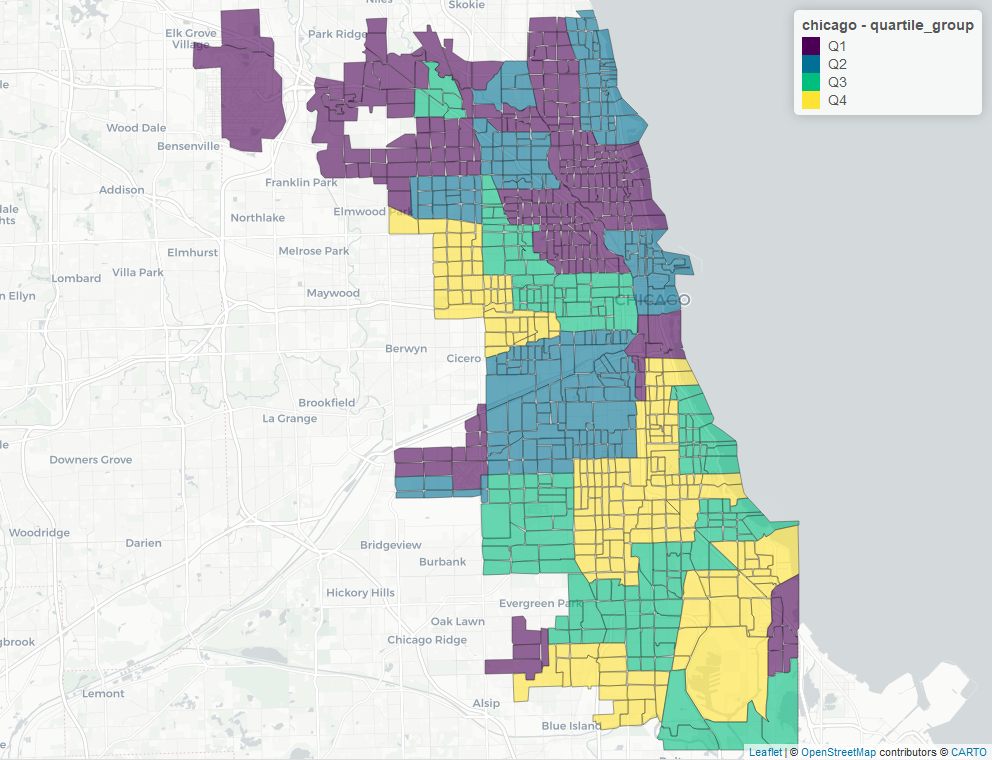 Skokie
Niles
chicago - quartile_group
Q1
Q2
Q3
Q4
Elk Grove
Village
Park Ridge
Wood Dale
Bensenville
Franklin Park
Addison
Northlake
Elmwood Park
Elmhurst
Melrose Park
Villa Park
Lombard
Maywood
n Ellyn
CHICAGO
Berwyn
Cicero
Brookfield
La Grange
Downers Grove
Woodridge
Darien
Bridgeview
Burbank
Hickory Hills
Evergreen Park
Oak Lawn
Chicago Ridge
gbrook
Lemont
Alsip
Blue Island
Leaflet | © OpenStreetMap contributors © CARTO